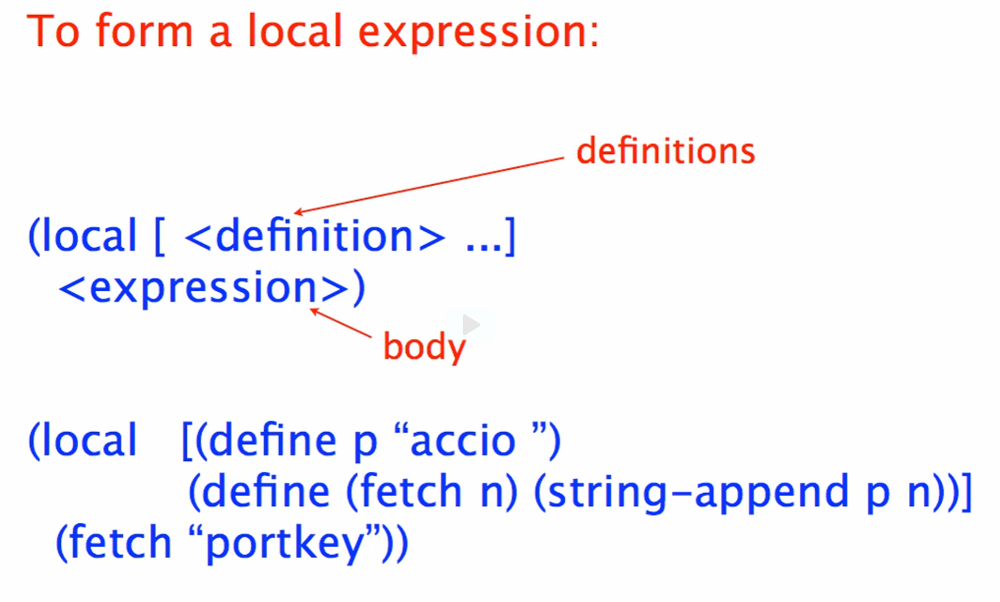 To form a local expression:
definitions
(local [ <definition> ...]
<expression>)
body
(local [(define p “accio ”)
(define (fetch n) (string-append p n))]
(fetch “portkey”))